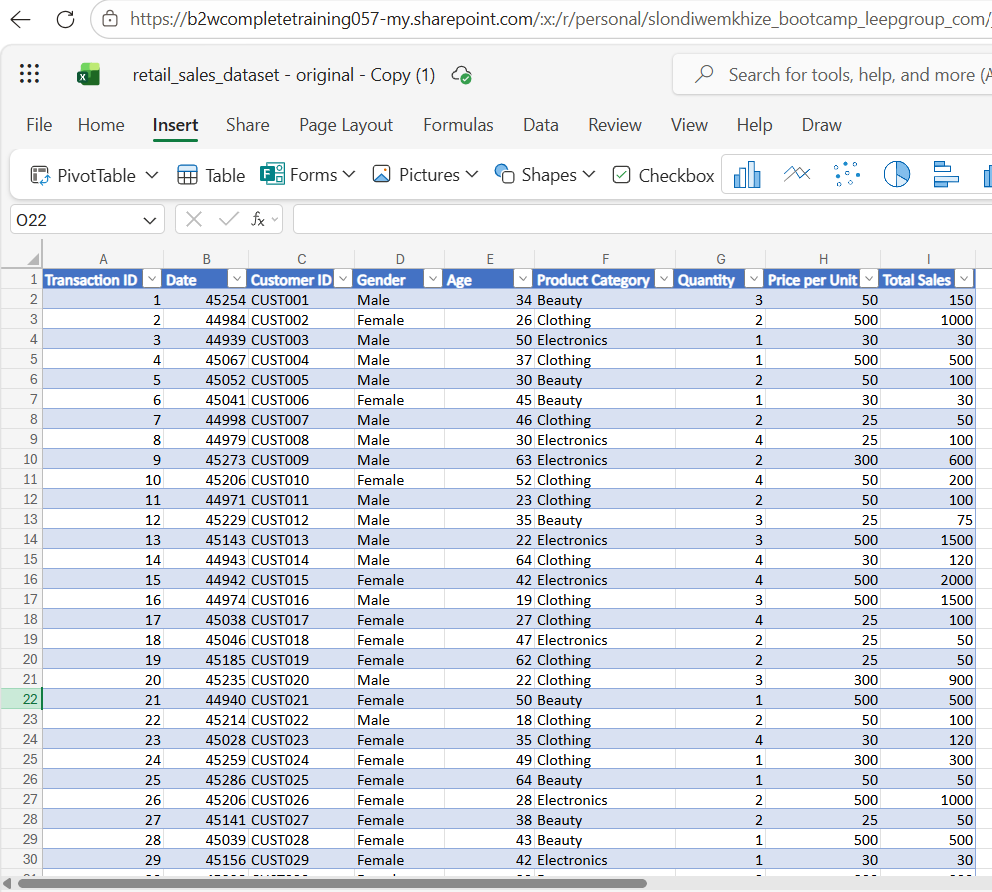 https://b2wcompletetraining057-my.sharepoint.com/:x:/r/personal/slondiwemkhize_bootcamp_leepgroup_com/
retail_sales_dataset - original - Copy (1) Search for tools, help, and more (A
File Home Insert Share Page Layout Formulas Data Review View Help Draw
PivotTable Table Forms Pictures Shapes Checkbox
O22 fx
A B C D E F G H I
1 Transaction ID Date Customer ID Gender Age Product Category Quantity Price per Unit Total Sales
2 1 45254 CUST001 Male 34 Beauty 3 50 150
3 2 44984 CUST002 Female 26 Clothing 2 500 1000
4 3 44939 CUST003 Male 50 Electronics 1 30 30
5 4 45067 CUST004 Male 37 Clothing 1 500 500
6 5 45052 CUST005 Male 30 Beauty 2 50 100
7 6 45041 CUST006 Female 45 Beauty 1 30 30
8 7 44998 CUST007 Male 46 Clothing 2 25 50
9 8 44979 CUST008 Male 30 Electronics 4 25 100
10 9 45273 CUST009 Male 63 Electronics 2 300 600
11 10 45206 CUST010 Female 52 Clothing 4 50 200
12 11 44971 CUST011 Male 23 Clothing 2 50 100
13 12 45229 CUST012 Male 35 Beauty 3 25 75
14 13 45143 CUST013 Male 22 Electronics 3 500 1500
15 14 44943 CUST014 Male 64 Clothing 4 30 120
16 15 44942 CUST015 Female 42 Electronics 4 500 2000
17 16 44974 CUST016 Male 19 Clothing 3 500 1500
18 17 45038 CUST017 Female 27 Clothing 4 25 100
19 18 45046 CUST018 Female 47 Electronics 2 25 50
20 19 45185 CUST019 Female 62 Clothing 2 25 50
21 20 45235 CUST020 Male 22 Clothing 3 300 900
22 21 44940 CUST021 Female 50 Beauty 1 500 500
23 22 45214 CUST022 Male 18 Clothing 2 50 100
24 23 45028 CUST023 Female 35 Clothing 4 30 120
25 24 45259 CUST024 Female 49 Clothing 1 300 300
26 25 45286 CUST025 Female 64 Beauty 1 50 50
27 26 45206 CUST026 Female 28 Electronics 2 500 1000
28 27 45141 CUST027 Female 38 Beauty 2 25 50
29 28 45039 CUST028 Female 43 Beauty 1 500 500
30 29 45156 CUST029 Female 42 Electronics 1 30 30